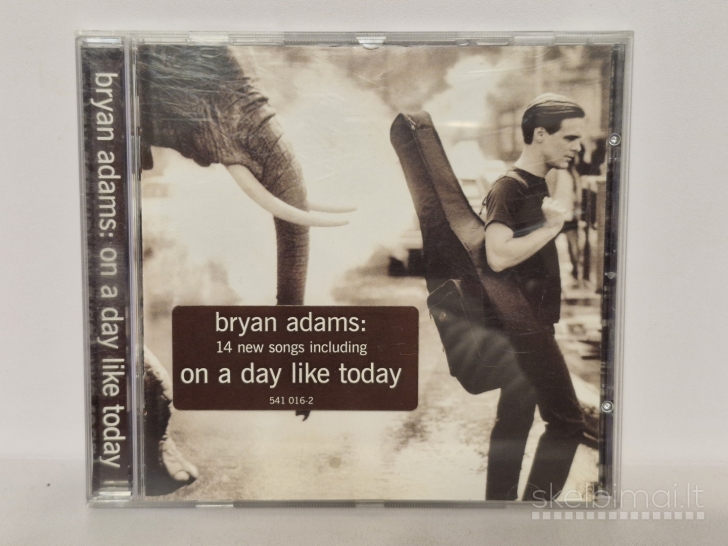 bryan adams: on a day like today
bryan adams:
14 new songs including
on a day like today
541 016-2
skelbimai.lt